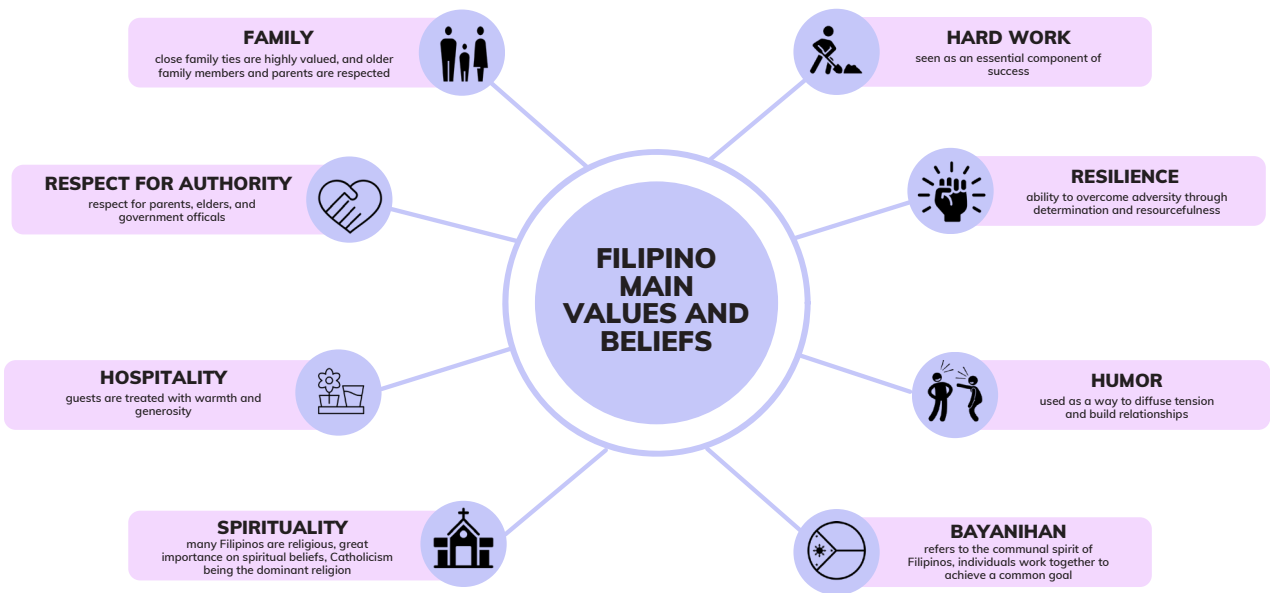 FAMILY
close family ties are highly valued, and older
family members and parents are respected
RESPECT FOR AUTHORITY
respect for parents, elders, and
government officals
HOSPITALITY
guests are treated with warmth and
generosity
SPIRITUALITY
many Filipinos are religious, great
importance on spiritual beliefs, Catholicism
being the dominant religion
FILIPINO
MAIN
VALUES AND
BELIEFS
HARD WORK
seen as an essential component of
success
RESILIENCE
ability to overcome adversity through
determination and resourcefulness
HUMOR
used as a way to diffuse tension
and build relationships
BAYANIHAN
refers to the communal spirit of
Filipinos, individuals work together to
achieve a common goal